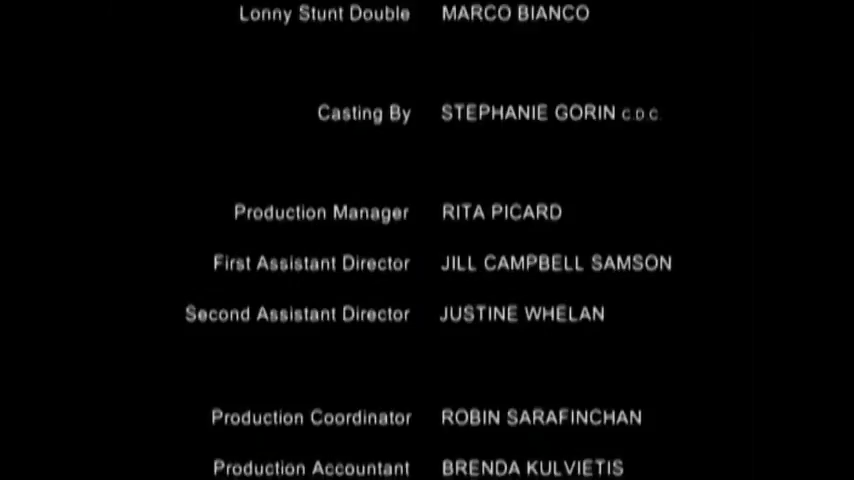 Lonny Stunt Double MARCO BIANCO
Casting By STEPHANIE GORIN C.D.C.
Production Manager RITA PICARD
First Assistant Director JILL CAMPBELL SAMSON
Second Assistant Director JUSTINE WHELAN
Production Coordinator ROBIN SARAFINCHAN
Production Accountant BRENDA KULVIETIS